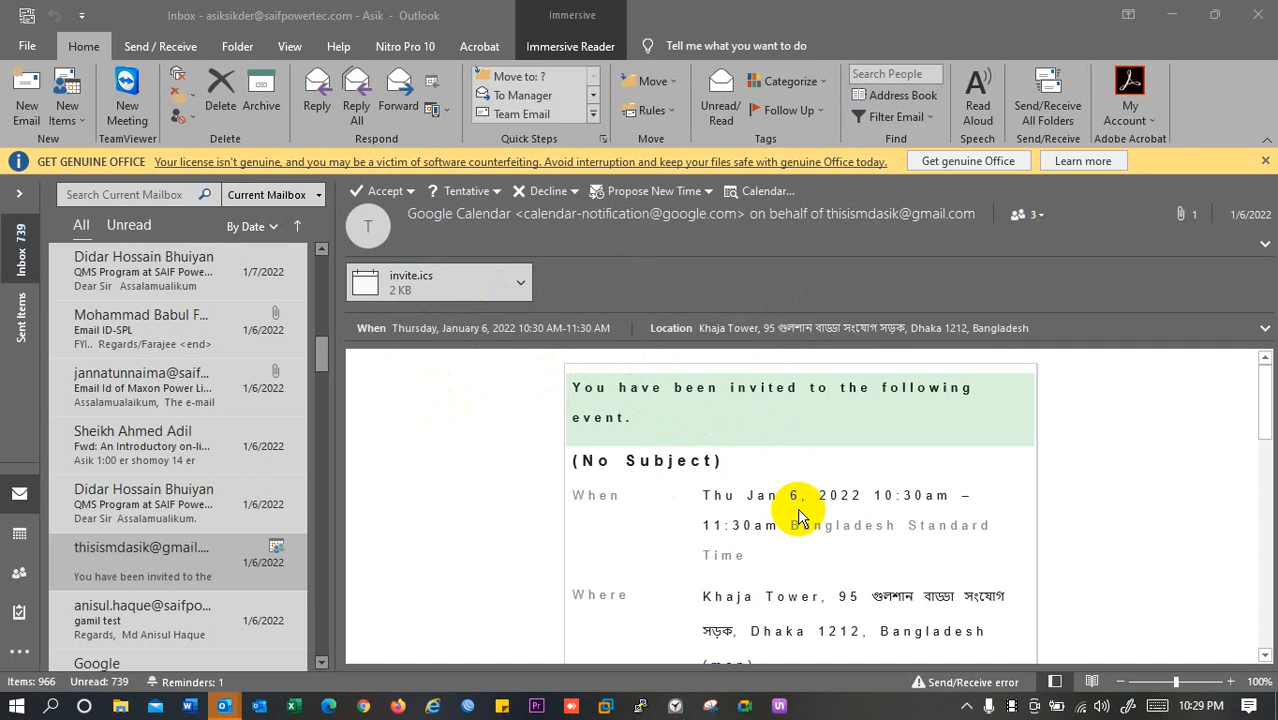 Inbox - asiksikder@saifpowertec.com - Asik - Outlook
Immersive
File Home Send / Receive Folder View Help Nitro Pro 10 Acrobat Immersive Reader Tell me what you want to do
New Email
New Items
New
New Meeting
TeamViewer
Delete
Archive
Delete
Reply
Reply All
Forward
Respond
Move to: ?
To Manager
Team Email
Quick Steps
Move
Rules
Move
Unread/ Read
Categorize
Follow Up
Tags
Search People
Address Book
Filter Email
Find
Read Aloud
Speech
Send/Receive All Folders
Send/Receive
My Account
Adobe Acrobat
GET GENUINE OFFICE Your license isn't genuine, and you may be a victim of software counterfeiting. Avoid interruption and keep your files safe with genuine Office today. Get genuine Office Learn more
Inbox 739
Sent Items
Search Current Mailbox Current Mailbox
All Unread By Date
Didar Hossain Bhuiyan
QMS Program at SAIF Powe... 1/7/2022
Dear Sir Assalamualikum
Mohammad Babul F...
Email ID-SPL 1/6/2022
FYI.. Regards/Farajee <end>
jannatunnaima@saif...
Email Id of Maxon Power Li... 1/6/2022
Assalamualaikum, The e-mail
Sheikh Ahmed Adil
Fwd: An Introductory on-li... 1/6/2022
Asik 1:00 er shomoy 14 er
Didar Hossain Bhuiyan
QMS Program at SAIF Powe... 1/6/2022
Dear Sir Assalamualikum.
thisismdasik@gmail....
You have been invited to the 1/6/2022
anisul.haque@saifpo...
gamil test 1/6/2022
Regards, Md Anisul Haque
Google
Accept ? Tentative Decline Propose New Time Calendar...
T
Google Calendar <calendar-notification@google.com> on behalf of thisismdasik@gmail.com 3 1 1/6/2022
invite.ics
2 KB
When Thursday, January 6, 2022 10:30 AM-11:30 AM Location Khaja Tower, 95 গুলশান বাড্ডা সংযোগ সড়ক, Dhaka 1212, Bangladesh
You have been invited to the following
event.
(No Subject)
When Thu Jan 6, 2022 10:30am –
11:30am Bangladesh Standard
Time
Where Khaja Tower, 95 গুলশান বাড্ডা সংযোগ
সড়ক, Dhaka 1212, Bangladesh
(map)
Items: 966 Unread: 739 Reminders: 1 Send/Receive error 100%
10:29 PM